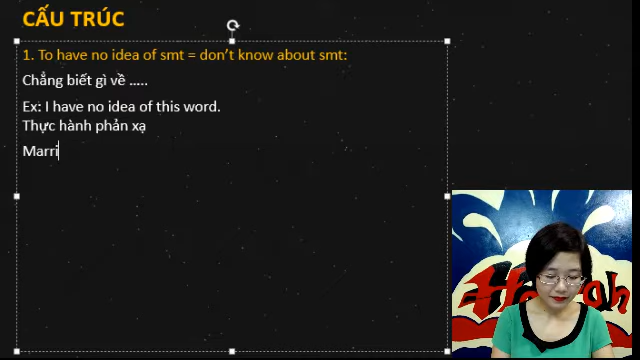 CẤU TRÚC
1. To have no idea of smt = don't know about smt:
Chẳng biết gì về .....
Ex: I have no idea of this word.
Thực hành phản xạ
Marri